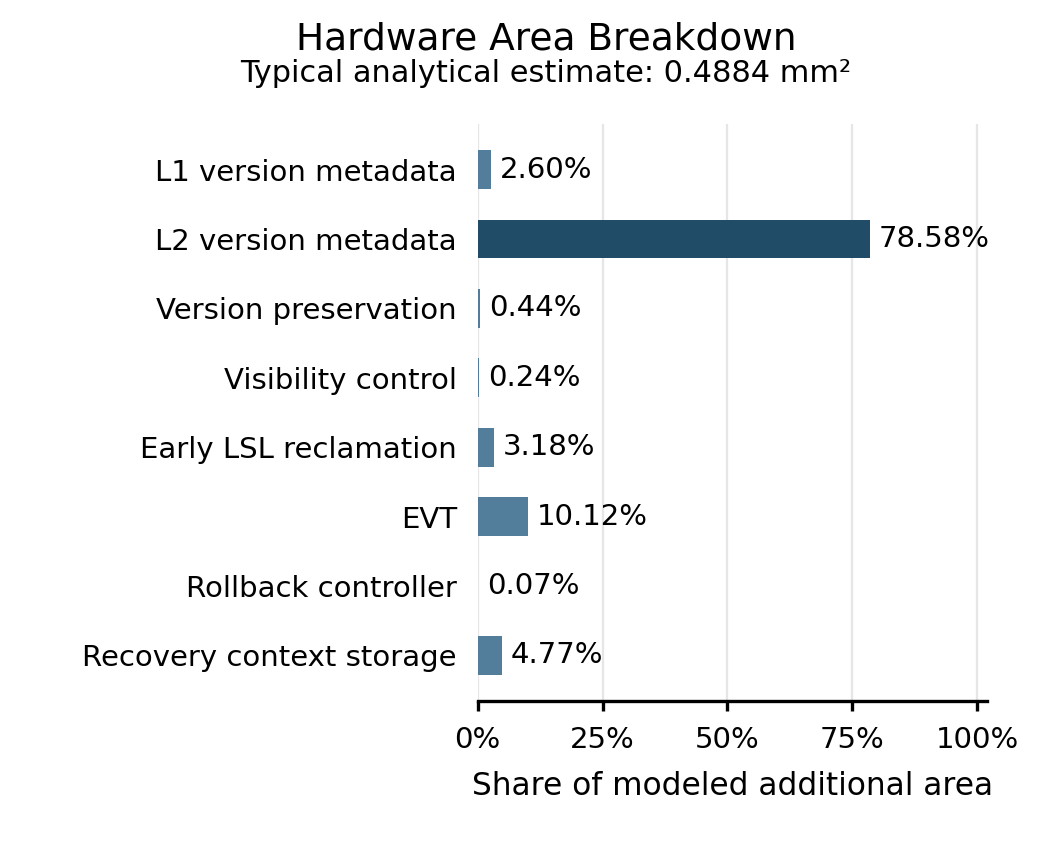 Hardware Area Breakdown
Typical analytical estimate: 0.4884 mm²
L1 version metadata 2.60%
L2 version metadata 78.58%
Version preservation 0.44%
Visibility control 0.24%
Early LSL reclamation 3.18%
EVT 10.12%
Rollback controller 0.07%
Recovery context storage 4.77%
0% 25% 50% 75% 100%
Share of modeled additional area